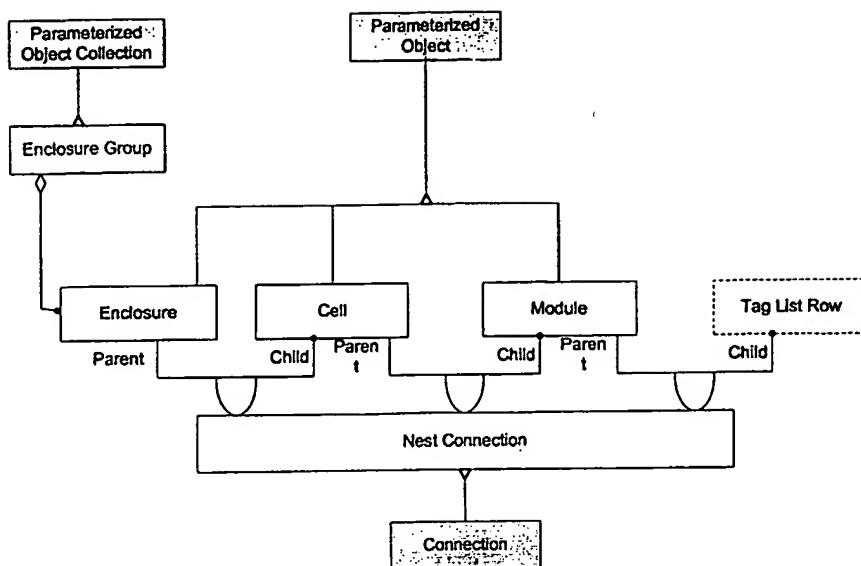 Parameterized
Object Collection
Parameterized
Object
Enclosure Group
Enclosure
Cell
Module
Tag List Row
Parent
Child
Paren
t
Child
Paren
t
Child
Nest Connection
Connection